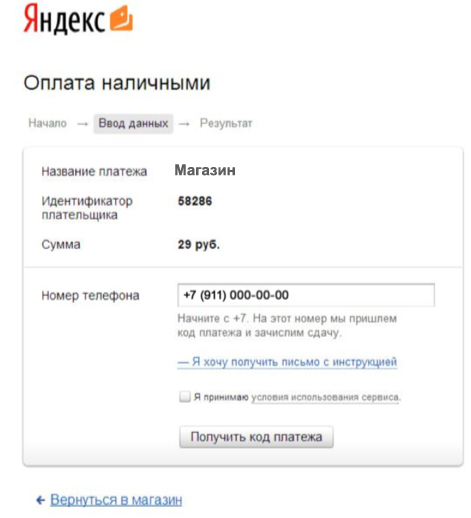 Яндекс
Оплата наличными
Начало → Ввод данных → Результат
Название платежа Магазин
Идентификатор
плательщика 58286
Сумма 29 руб.
Номер телефона +7 (911) 000-00-00
Начните с +7. На этот номер мы пришлем
код платежа и зачислим сдачу.
— Я хочу получить письмо с инструкцией
Я принимаю условия использования сервиса.
Получить код платежа
← Вернуться в магазин